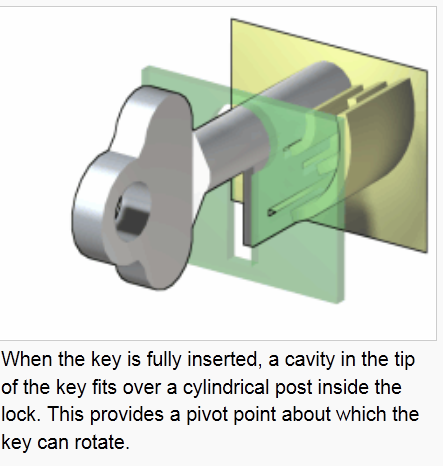 When the key is fully inserted, a cavity in the tip
of the key fits over a cylindrical post inside the
lock. This provides a pivot point about which the
key can rotate.